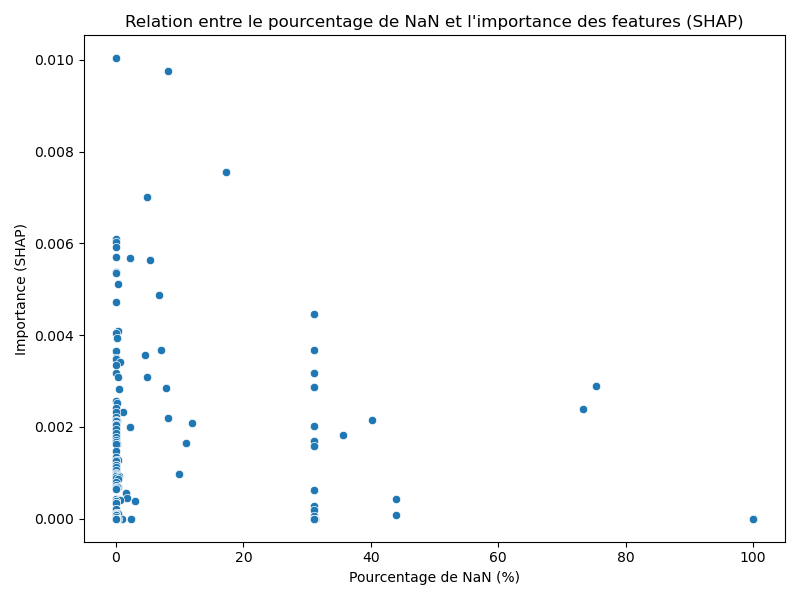 Relation entre le pourcentage de NaN et l'importance des features (SHAP)
0.010
0.008
0.006
0.004
0.002
0.000
Importance (SHAP)
0 20 40 60 80 100
Pourcentage de NaN (%)